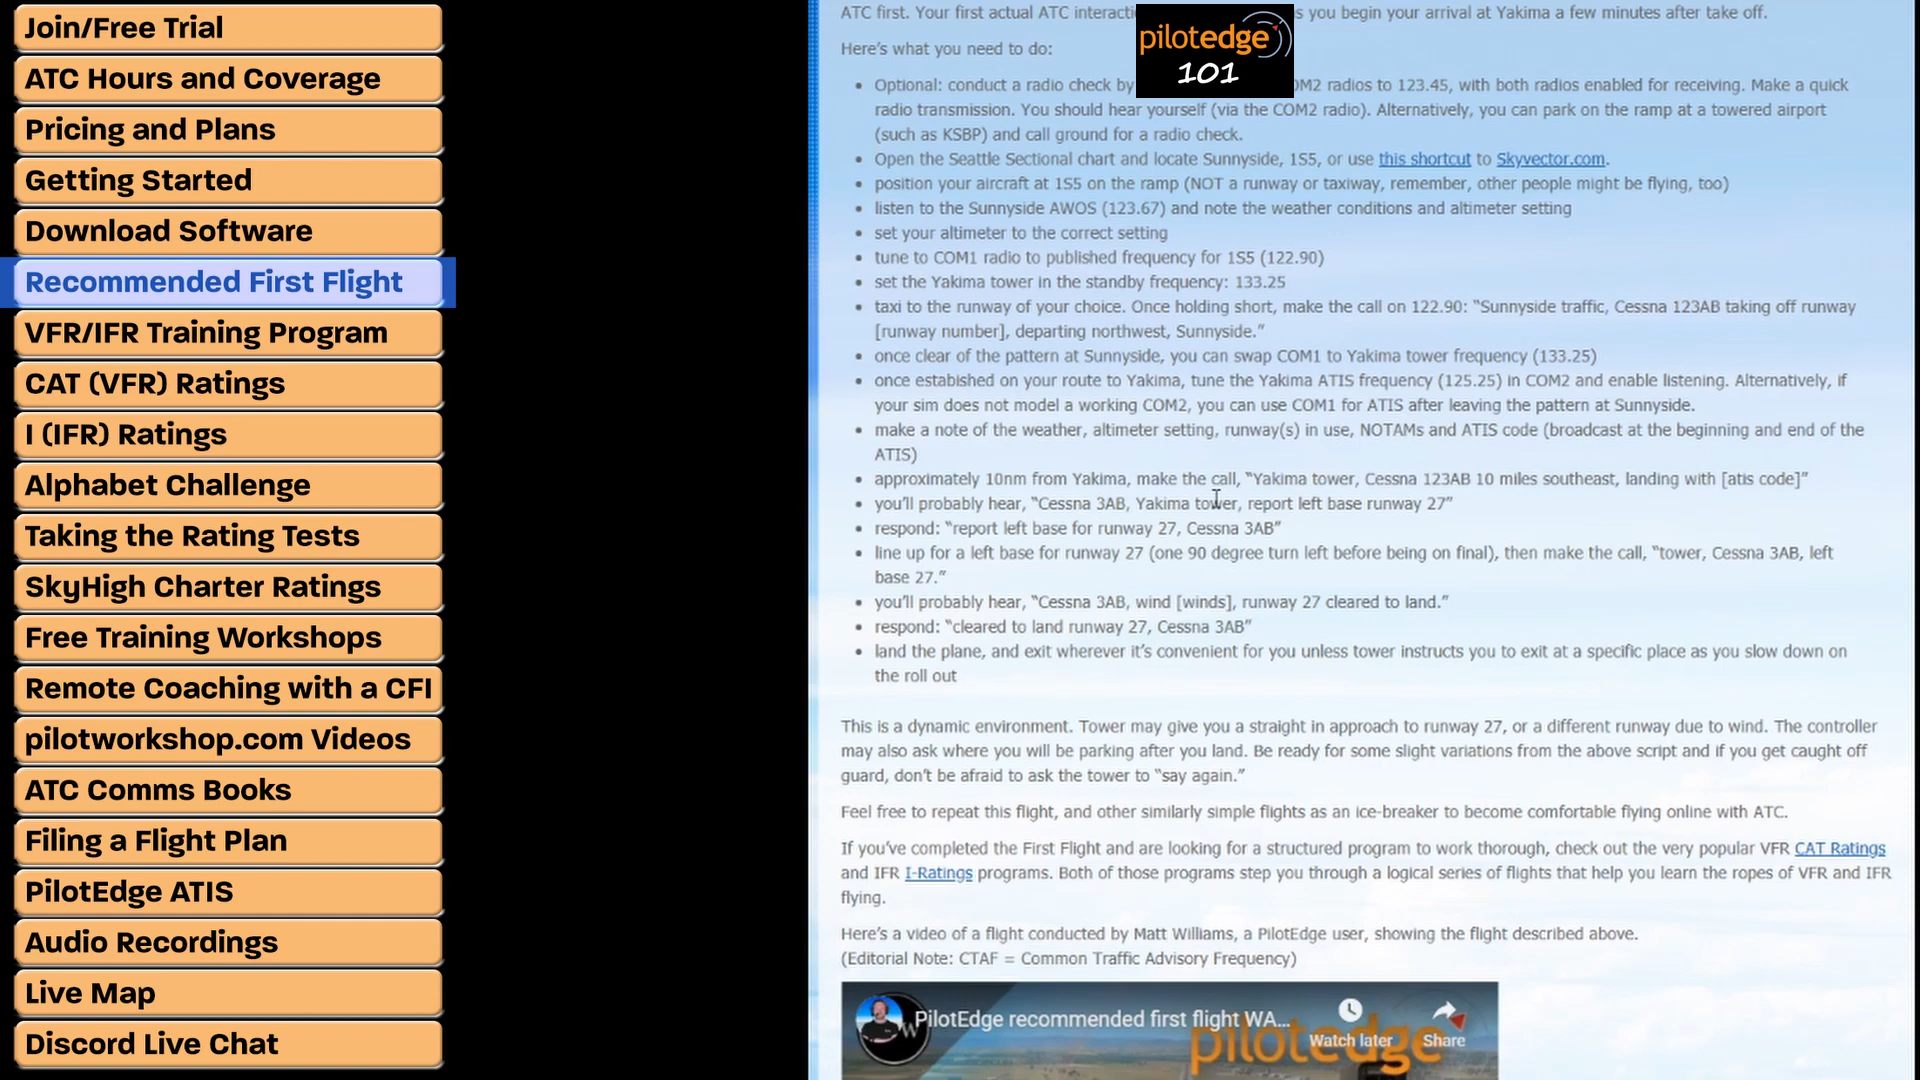 Join/Free Trial
ATC Hours and Coverage
Pricing and Plans
Getting Started
Download Software
Recommended First Flight
VFR/IFR Training Program
CAT (VFR) Ratings
I (IFR) Ratings
Alphabet Challenge
Taking the Rating Tests
SkyHigh Charter Ratings
Free Training Workshops
Remote Coaching with a CFI
pilotworkshop.com Videos
ATC Comms Books
Filing a Flight Plan
PilotEdge ATIS
Audio Recordings
Live Map
Discord Live Chat
pilotedge
101
ATC first. Your first actual ATC interacti s you begin your arrival at Yakima a few minutes after take off.
Here's what you need to do:
• Optional: conduct a radio check by OM2 radios to 123.45, with both radios enabled for receiving. Make a quick
radio transmission. You should hear yourself (via the COM2 radio). Alternatively, you can park on the ramp at a towered airport
(such as KSBP) and call ground for a radio check.
• Open the Seattle Sectional chart and locate Sunnyside, 1S5, or use this shortcut to Skyvector.com.
• position your aircraft at 1S5 on the ramp (NOT a runway or taxiway, remember, other people might be flying, too)
• listen to the Sunnyside AWOS (123.67) and note the weather conditions and altimeter setting
• set your altimeter to the correct setting
• tune to COM1 radio to published frequency for 1S5 (122.90)
• set the Yakima tower in the standby frequency: 133.25
• taxi to the runway of your choice. Once holding short, make the call on 122.90: "Sunnyside traffic, Cessna 123AB taking off runway
[runway number], departing northwest, Sunnyside."
• once clear of the pattern at Sunnyside, you can swap COM1 to Yakima tower frequency (133.25)
• once estabished on your route to Yakima, tune the Yakima ATIS frequency (125.25) in COM2 and enable listening. Alternatively, if
your sim does not model a working COM2, you can use COM1 for ATIS after leaving the pattern at Sunnyside.
• make a note of the weather, altimeter setting, runway(s) in use, NOTAMs and ATIS code (broadcast at the beginning and end of the
ATIS)
• approximately 10nm from Yakima, make the call, "Yakima tower, Cessna 123AB 10 miles southeast, landing with [atis code]"
• you'll probably hear, "Cessna 3AB, Yakima tower, report left base runway 27"
• respond: "report left base for runway 27, Cessna 3AB"
• line up for a left base for runway 27 (one 90 degree turn left before being on final), then make the call, "tower, Cessna 3AB, left
base 27."
• you'll probably hear, "Cessna 3AB, wind [winds], runway 27 cleared to land."
• respond: "cleared to land runway 27, Cessna 3AB"
• land the plane, and exit wherever it's convenient for you unless tower instructs you to exit at a specific place as you slow down on
the roll out
This is a dynamic environment. Tower may give you a straight in approach to runway 27, or a different runway due to wind. The controller
may also ask where you will be parking after you land. Be ready for some slight variations from the above script and if you get caught off
guard, don't be afraid to ask the tower to "say again."
Feel free to repeat this flight, and other similarly simple flights as an ice-breaker to become comfortable flying online with ATC.
If you've completed the First Flight and are looking for a structured program to work thorough, check out the very popular VFR CAT Ratings
and IFR I-Ratings programs. Both of those programs step you through a logical series of flights that help you learn the ropes of VFR and IFR
flying.
Here's a video of a flight conducted by Matt Williams, a PilotEdge user, showing the flight described above.
(Editorial Note: CTAF = Common Traffic Advisory Frequency)
PilotEdge recommended first flight WA...
Watch later
Share
pilotedge